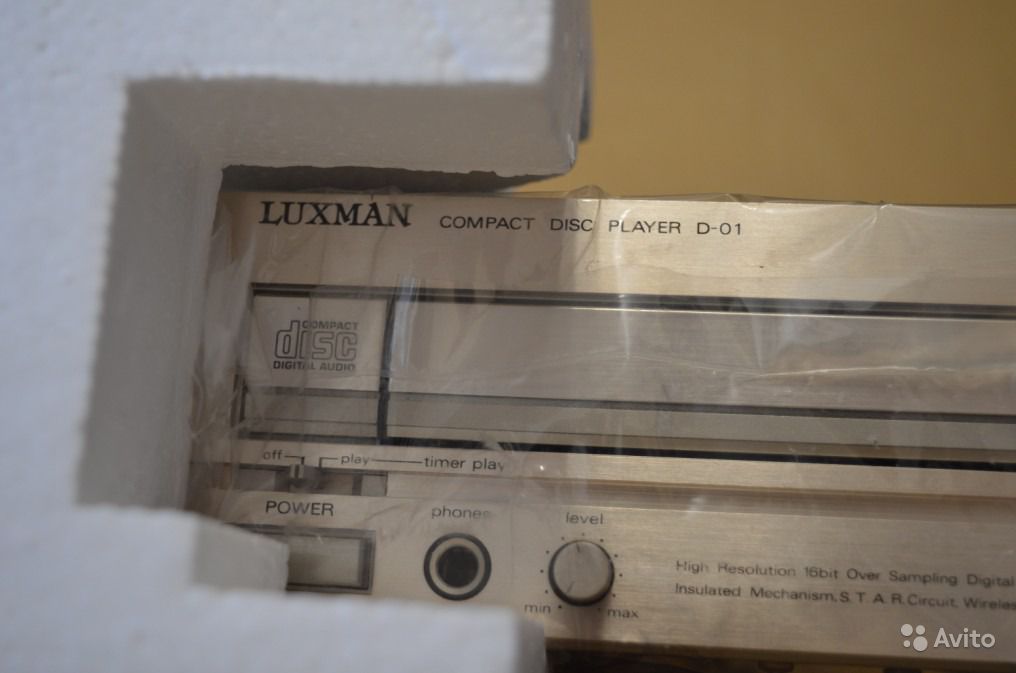 LUXMAN COMPACT DISC PLAYER D-01
COMPACT
disc
DIGITAL AUDIO
off play timer play
POWER phones level
min max
High Resolution 16bit Over Sampling Digital
Insulated Mechanism. S.T.A.R. Circuit. Wireles
Avito